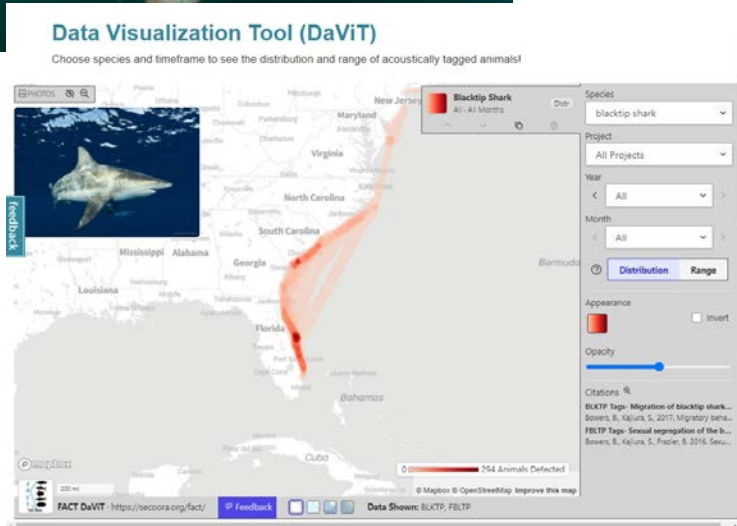 Data Visualization Tool (DaViT)
Choose species and timeframe to see the distribution and range of acoustically tagged animals!
PHOTOS
feedback
New Jersey
Maryland
Virginia
North Carolina
South Carolina
Mississippi
Alabama
Georgia
Louisiana
Florida
Bermuda
Bahamas
Cuba
Blacktip Shark
All - All Months
Distr
Species
blacktip shark
Project
All Projects
Year
All
Month
All
Distribution
Range
Appearance
Invert
Opacity
Citations
BLKTP Tags- Migration of blacktip shark...
Bowers, B., Kajiura, S., 2017. Migratory beha...
FBLTP Tags- Sexual segregation of the b...
Bowers, B., Kajiura, S., Frazier, B. 2016. Sexu...
0
294 Animals Detected
mapbox
200 mi
© Mapbox © OpenStreetMap Improve this map
FACT DaViT - https://secoora.org/fact/
Feedback
Data Shown: BLKTP, FBLTP